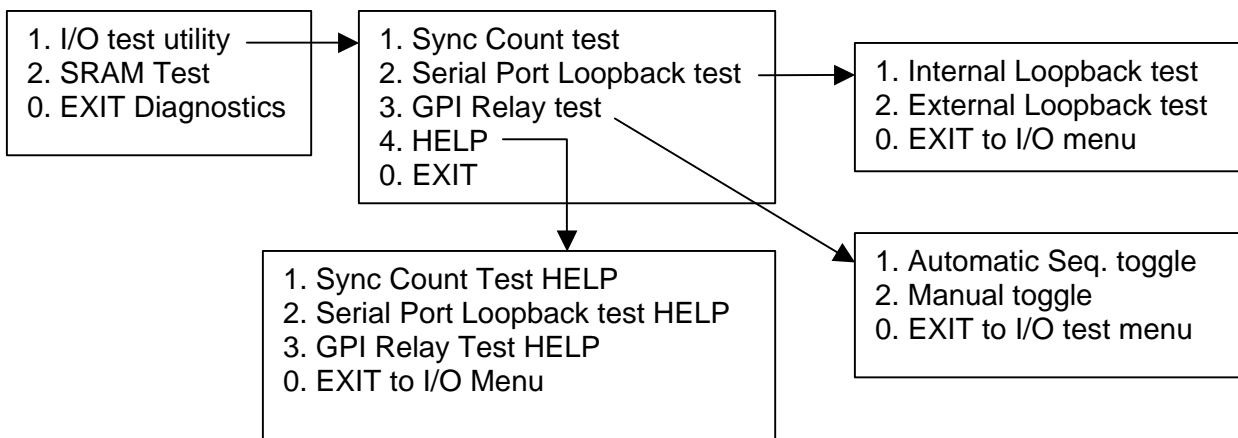 1. I/O test utility
2. SRAM Test
0. EXIT Diagnostics
1. Sync Count test
2. Serial Port Loopback test
3. GPI Relay test
4. HELP
0. EXIT
1. Internal Loopback test
2. External Loopback test
0. EXIT to I/O menu
1. Automatic Seq. toggle
2. Manual toggle
0. EXIT to I/O test menu
1. Sync Count Test HELP
2. Serial Port Loopback test HELP
3. GPI Relay Test HELP
0. EXIT to I/O Menu